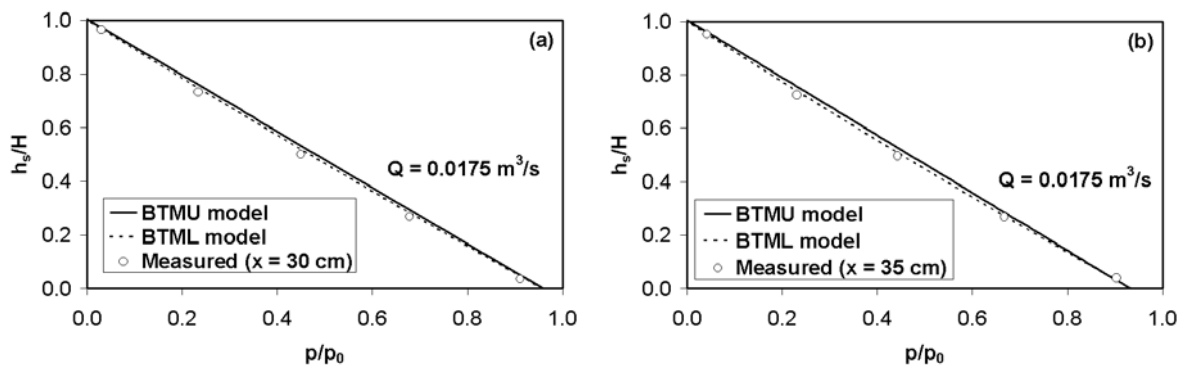 (a)
1.0
0.8
0.6
0.4
0.2
0.0
hs/H
Q = 0.0175 m³/s
BTMU model
BTML model
Measured (x = 30 cm)
0.0 0.2 0.4 0.6 0.8 1.0
p/p₀
(b)
1.0
0.8
0.6
0.4
0.2
0.0
hs/H
Q = 0.0175 m³/s
BTMU model
BTML model
Measured (x = 35 cm)
0.0 0.2 0.4 0.6 0.8 1.0
p/p₀